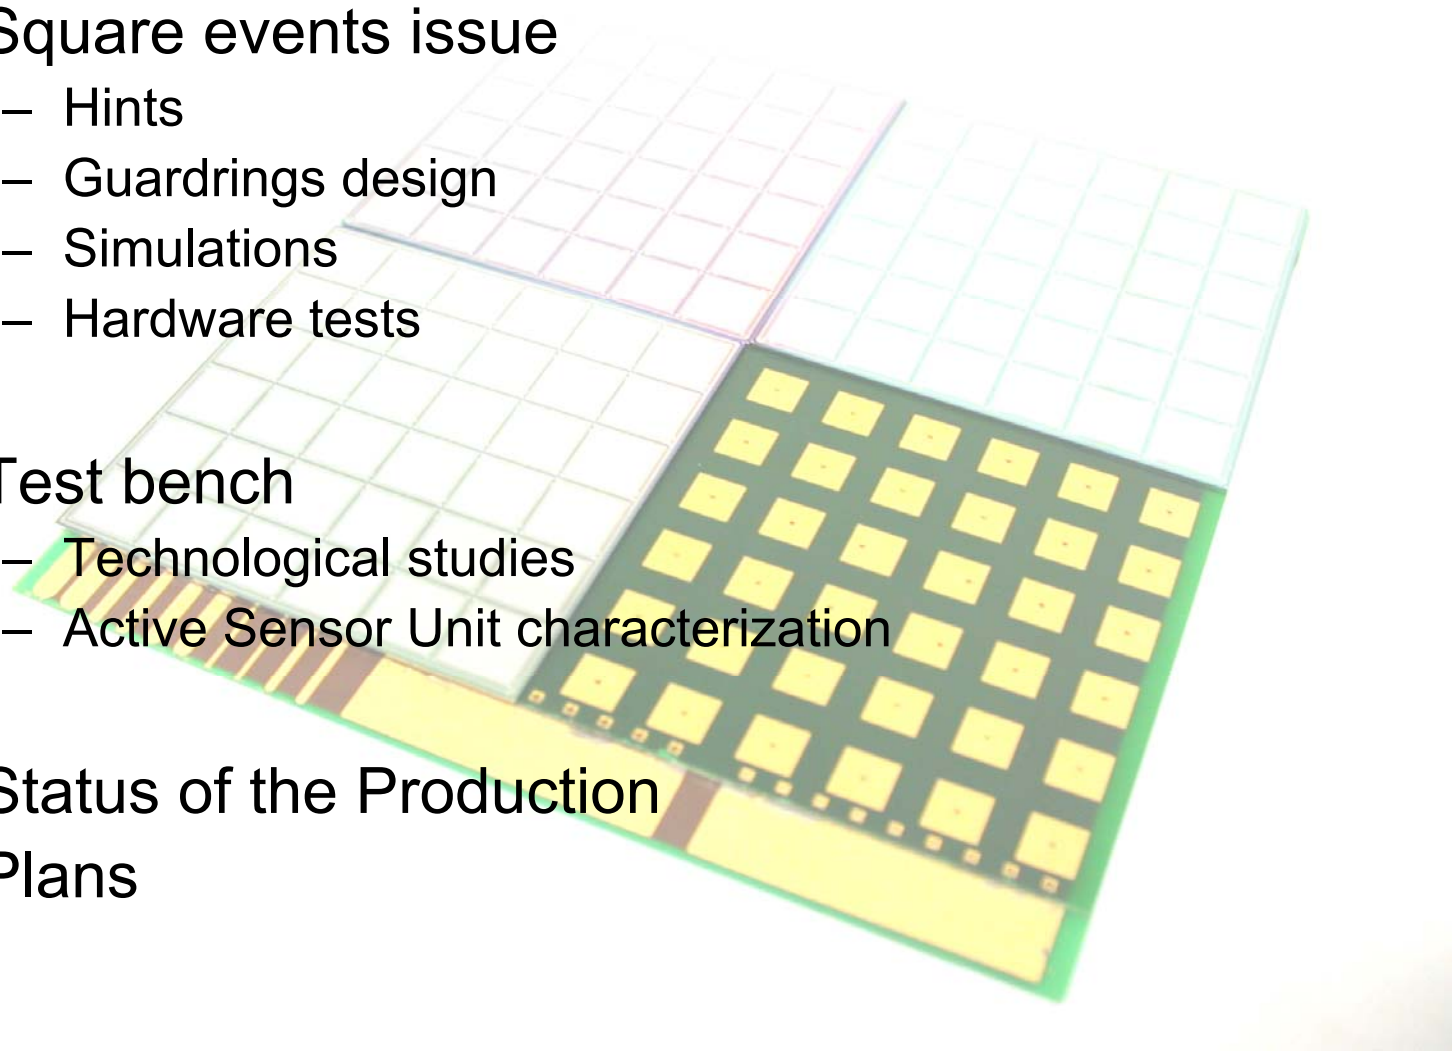 Square events issue
– Hints
– Guardrings design
– Simulations
– Hardware tests
Test bench
– Technological studies
– Active Sensor Unit characterization
Status of the Production
Plans